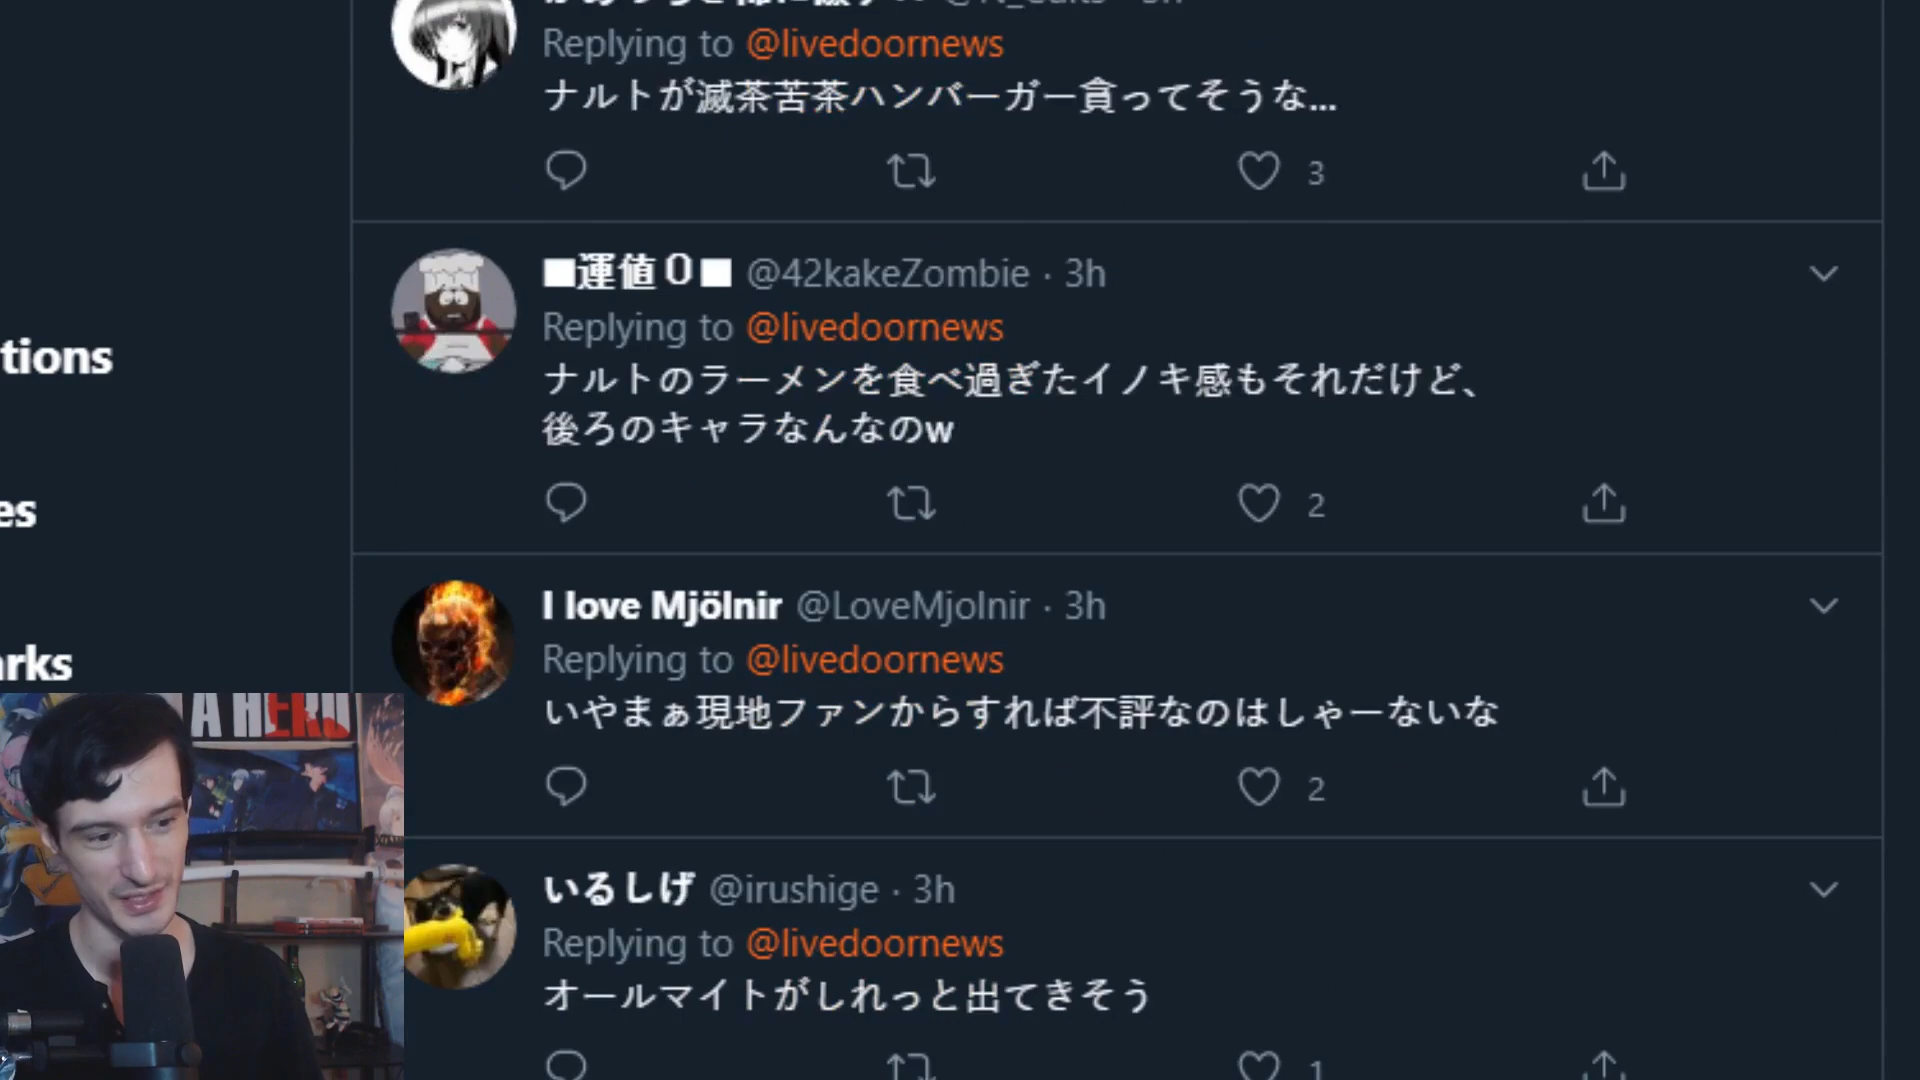 Replying to @livedoornews
ナルトが滅茶苦茶ハンバーガー貪ってそうな...
3
■運値０■ @42kakeZombie · 3h
Replying to @livedoornews
ナルトのラーメンを食べ過ぎたイノキ感もそれだけど、
後ろのキャラなんなのw
tions
2
es
I love Mjölnir @LoveMjolnir · 3h
Replying to @livedoornews
arks
いやまぁ現地ファンからすれば不評なのはしゃーないな
A HERO
2
いるしげ @irushige · 3h
Replying to @livedoornews
オールマイトがしれっと出てきそう
1